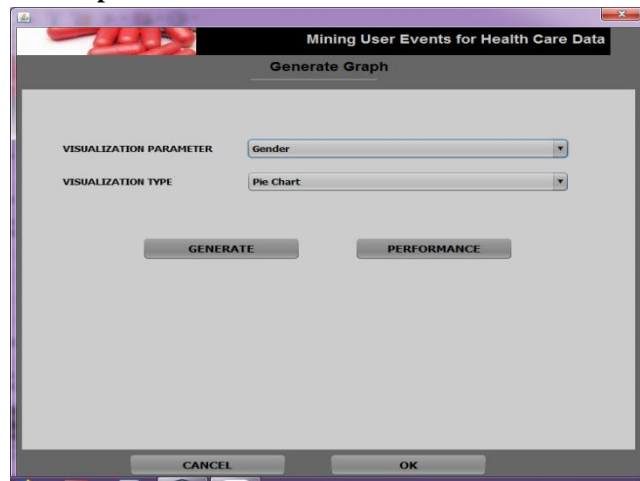 Mining User Events for Health Care Data
Generate Graph
VISUALIZATION PARAMETER Gender
VISUALIZATION TYPE Pie Chart
GENERATE PERFORMANCE
CANCEL OK